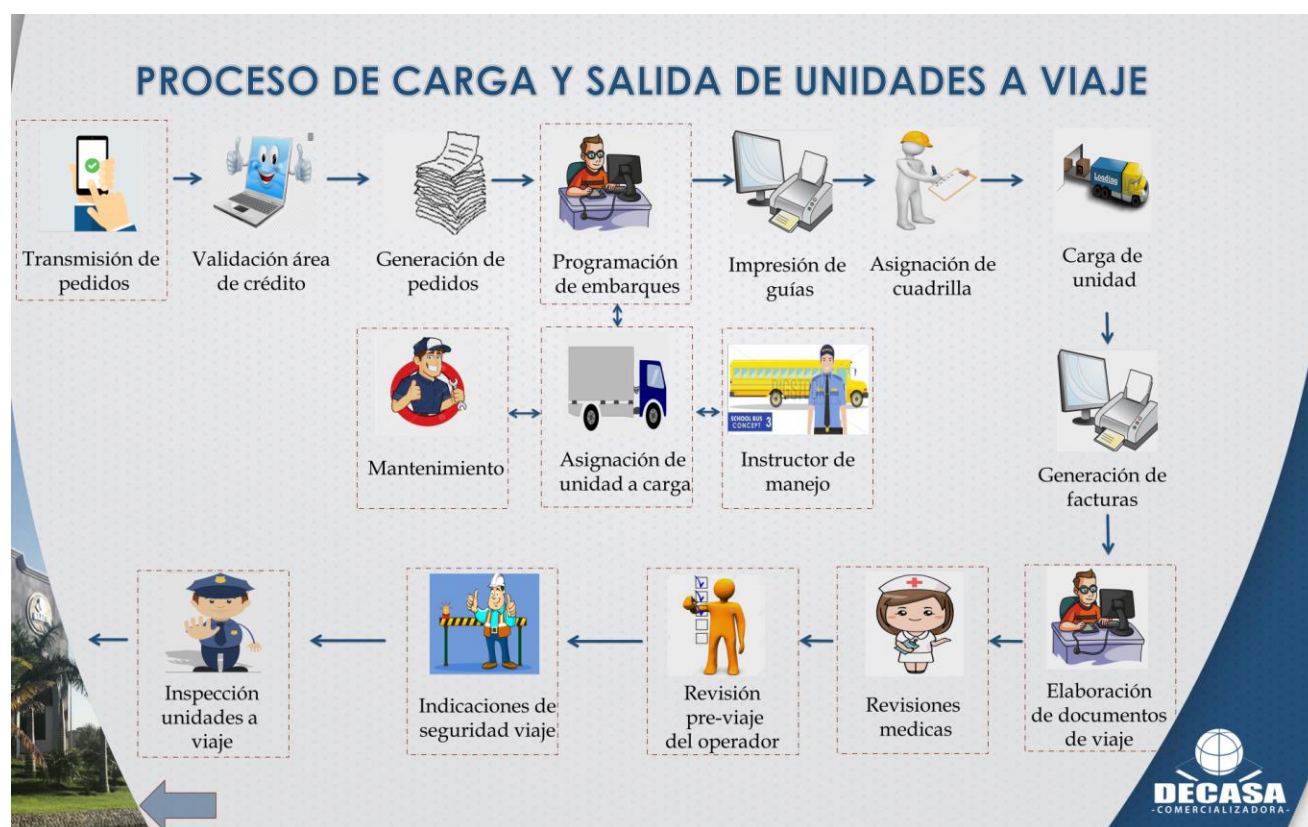 PROCESO DE CARGA Y SALIDA DE UNIDADES A VIAJE
Transmisión de
pedidos
Validación área
de crédito
Generación de
pedidos
Programación
de embarques
Impresión de
guías
Asignación de
cuadrilla
Loading
Carga de
unidad
Mantenimiento
Asignación de
unidad a carga
SCHOOL BUS
CONCEPT 3
Instructor de
manejo
Generación de
facturas
Inspección
unidades a
viaje
Indicaciones de
seguridad viaje
Revisión
pre-viaje
del operador
Revisiones
medicas
Elaboración
de documentos
de viaje
DECASA
-COMERCIALIZADORA-